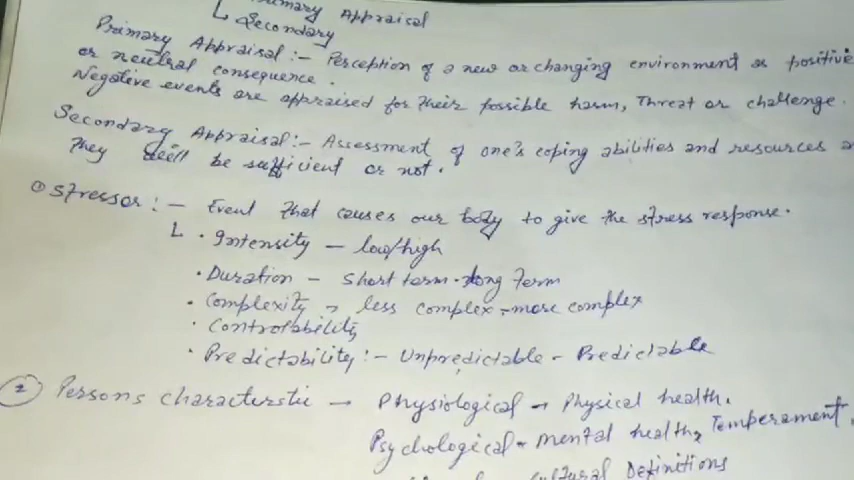 Primary Appraisal
Secondary
Primary Appraisal :- Perception of a new or changing environment as positive
or neutral consequence.
Negative events are appraised for their possible harm, Threat or challenge.
Secondary Appraisal :- Assessment of one's coping abilities and resources
They will be sufficient or not.
① Stressor :- Event that causes our body to give the stress response.
• Intensity - low/high
• Duration - Short term - long Term
• Complexity → less complex - more complex
• Controlability
• Predictability :- Unpredictable - Predictable
② Persons characterstic → Physiological → Physical health.
Psychological - mental health, Temperament,
cultural Definitions